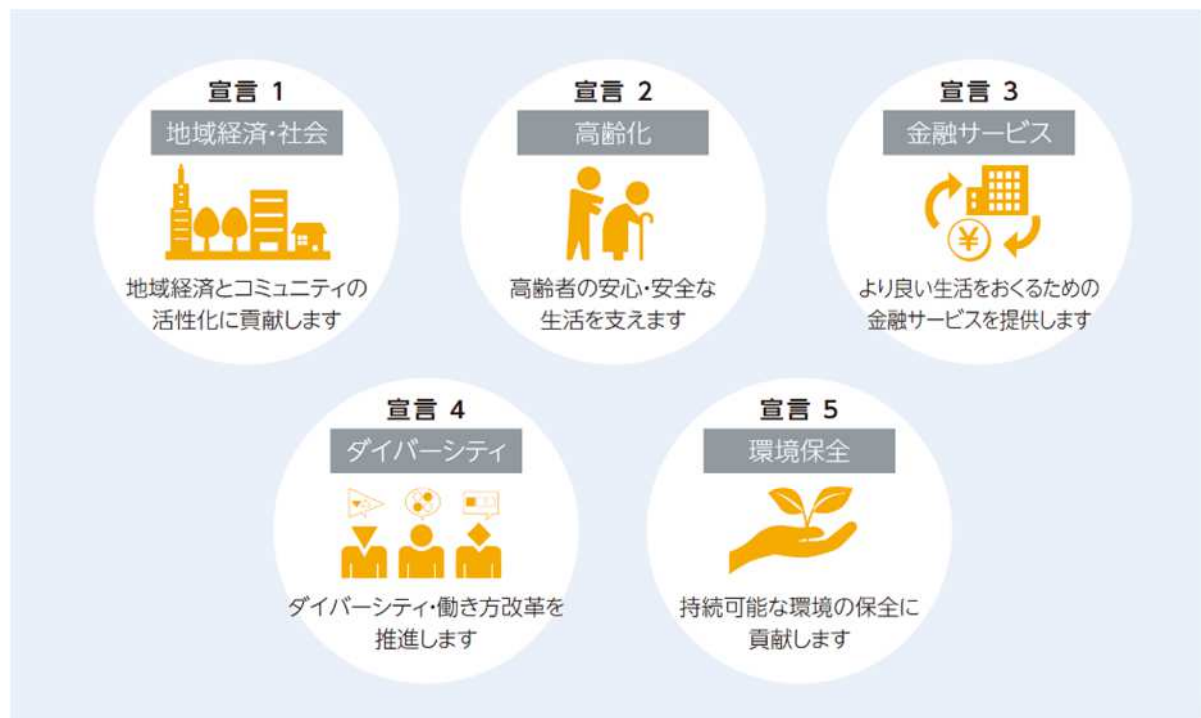 宣言 1
地域経済・社会
地域経済とコミュニティの
活性化に貢献します
宣言 2
高齢化
高齢者の安心・安全な
生活を支えます
宣言 3
金融サービス
¥
より良い生活をおくるための
金融サービスを提供します
宣言 4
ダイバーシティ
ダイバーシティ・働き方改革を
推進します
宣言 5
環境保全
持続可能な環境の保全に
貢献します